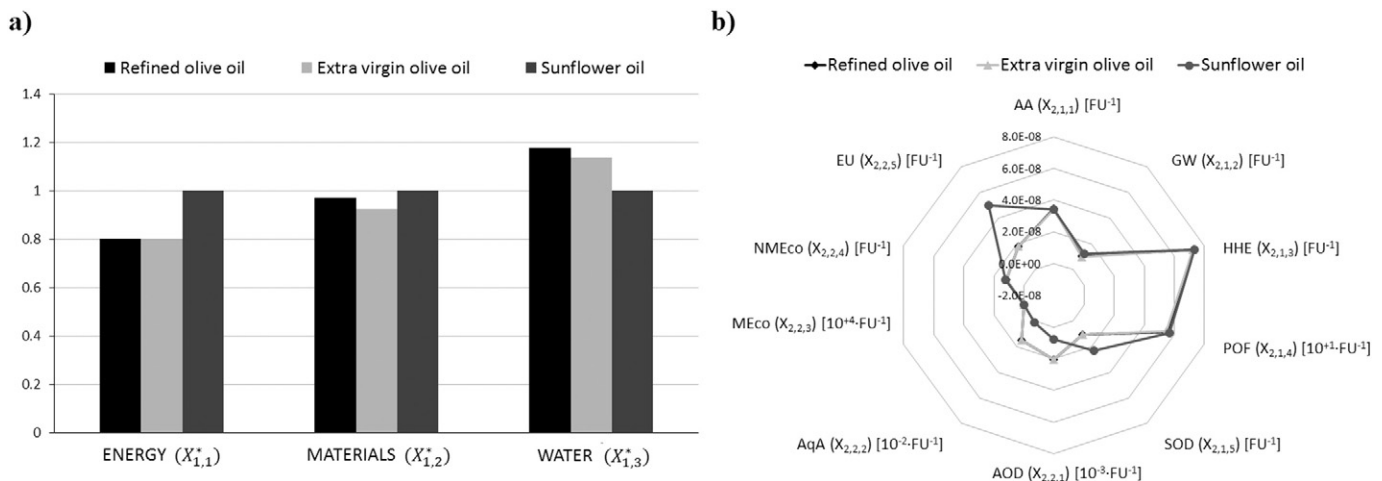 a)
Refined olive oil Extra virgin olive oil Sunflower oil
1.4
1.2
1
0.8
0.6
0.4
0.2
0
ENERGY (X*1,1) MATERIALS (X*1,2) WATER (X*1,3)
b)
Refined olive oil Extra virgin olive oil Sunflower oil
AA (X2,1,1) [FU-1]
GW (X2,1,2) [FU-1]
HHE (X2,1,3) [FU-1]
POF (X2,1,4) [10+1·FU-1]
SOD (X2,1,5) [FU-1]
AOD (X2,2,1) [10-3·FU-1]
AqA (X2,2,2) [10-2·FU-1]
MEco (X2,2,3) [10+4·FU-1]
NMEco (X2,2,4) [FU-1]
EU (X2,2,5) [FU-1]
8.0E-08
6.0E-08
4.0E-08
2.0E-08
0.0E+00
-2.0E-08